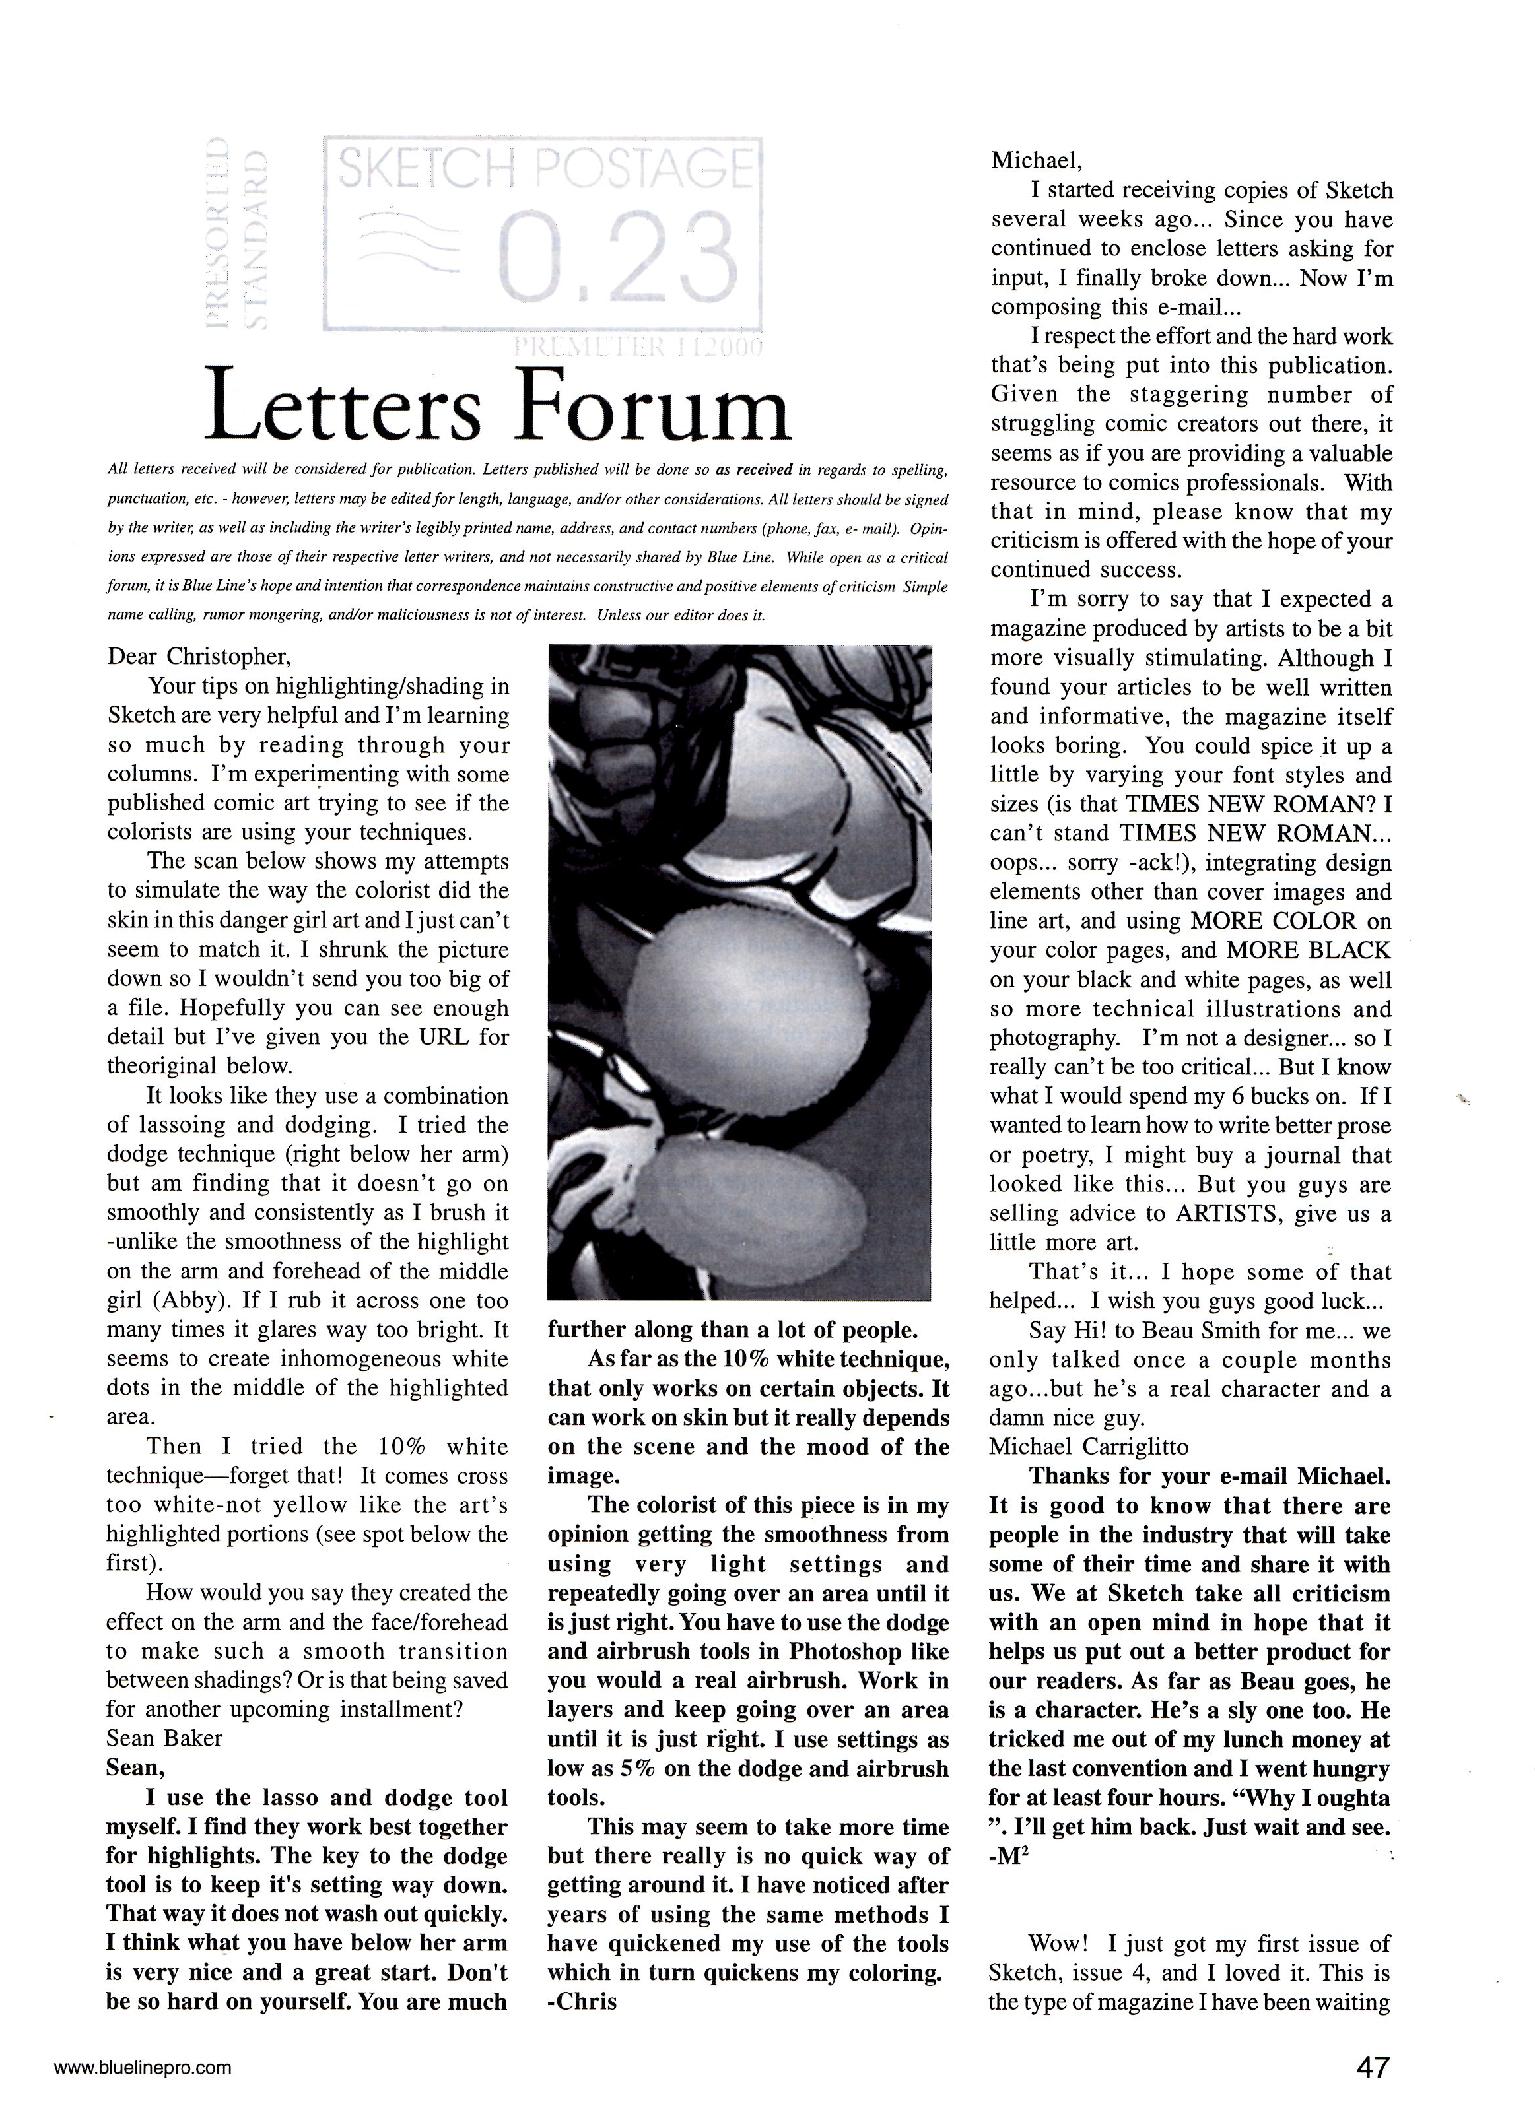 PRESORTED
STANDARD
SKETCH POSTAGE
0.23
PREMETER 112000
Letters Forum
All letters received will be considered for publication. Letters published will be done so as received in regards to spelling,
punctuation, etc. - however, letters may be edited for length, language, and/or other considerations. All letters should be signed
by the writer, as well as including the writer's legibly printed name, address, and contact numbers (phone, fax, e- mail). Opin-
ions expressed are those of their respective letter writers, and not necessarily shared by Blue Line. While open as a critical
forum, it is Blue Line's hope and intention that correspondence maintains constructive and positive elements of criticism Simple
name calling, rumor mongering, and/or maliciousness is not of interest. Unless our editor does it.
Dear Christopher,
Your tips on highlighting/shading in
Sketch are very helpful and I'm learning
so much by reading through your
columns. I'm experimenting with some
published comic art trying to see if the
colorists are using your techniques.
The scan below shows my attempts
to simulate the way the colorist did the
skin in this danger girl art and I just can't
seem to match it. I shrunk the picture
down so I wouldn't send you too big of
a file. Hopefully you can see enough
detail but I've given you the URL for
theoriginal below.
It looks like they use a combination
of lassoing and dodging. I tried the
dodge technique (right below her arm)
but am finding that it doesn't go on
smoothly and consistently as I brush it
-unlike the smoothness of the highlight
on the arm and forehead of the middle
girl (Abby). If I rub it across one too
many times it glares way too bright. It
seems to create inhomogeneous white
dots in the middle of the highlighted
area.
Then I tried the 10% white
technique—forget that! It comes cross
too white-not yellow like the art's
highlighted portions (see spot below the
first).
How would you say they created the
effect on the arm and the face/forehead
to make such a smooth transition
between shadings? Or is that being saved
for another upcoming installment?
Sean Baker
Sean,
I use the lasso and dodge tool
myself. I find they work best together
for highlights. The key to the dodge
tool is to keep it's setting way down.
That way it does not wash out quickly.
I think what you have below her arm
is very nice and a great start. Don't
be so hard on yourself. You are much
further along than a lot of people.
As far as the 10% white technique,
that only works on certain objects. It
can work on skin but it really depends
on the scene and the mood of the
image.
The colorist of this piece is in my
opinion getting the smoothness from
using very light settings and
repeatedly going over an area until it
is just right. You have to use the dodge
and airbrush tools in Photoshop like
you would a real airbrush. Work in
layers and keep going over an area
until it is just right. I use settings as
low as 5% on the dodge and airbrush
tools.
This may seem to take more time
but there really is no quick way of
getting around it. I have noticed after
years of using the same methods I
have quickened my use of the tools
which in turn quickens my coloring.
-Chris
Michael,
I started receiving copies of Sketch
several weeks ago... Since you have
continued to enclose letters asking for
input, I finally broke down... Now I'm
composing this e-mail...
I respect the effort and the hard work
that's being put into this publication.
Given the staggering number of
struggling comic creators out there, it
seems as if you are providing a valuable
resource to comics professionals. With
that in mind, please know that my
criticism is offered with the hope of your
continued success.
I'm sorry to say that I expected a
magazine produced by artists to be a bit
more visually stimulating. Although I
found your articles to be well written
and informative, the magazine itself
looks boring. You could spice it up a
little by varying your font styles and
sizes (is that TIMES NEW ROMAN? I
can't stand TIMES NEW ROMAN...
oops... sorry -ack!), integrating design
elements other than cover images and
line art, and using MORE COLOR on
your color pages, and MORE BLACK
on your black and white pages, as well
so more technical illustrations and
photography. I'm not a designer... so I
really can't be too critical... But I know
what I would spend my 6 bucks on. If I
wanted to learn how to write better prose
or poetry, I might buy a journal that
looked like this... But you guys are
selling advice to ARTISTS, give us a
little more art.
That's it... I hope some of that
helped... I wish you guys good luck...
Say Hi! to Beau Smith for me... we
only talked once a couple months
ago...but he's a real character and a
damn nice guy.
Michael Carriglitto
Thanks for your e-mail Michael.
It is good to know that there are
people in the industry that will take
some of their time and share it with
us. We at Sketch take all criticism
with an open mind in hope that it
helps us put out a better product for
our readers. As far as Beau goes, he
is a character. He's a sly one too. He
tricked me out of my lunch money at
the last convention and I went hungry
for at least four hours. “Why I oughta
”. I'll get him back. Just wait and see.
-M²
Wow! I just got my first issue of
Sketch, issue 4, and I loved it. This is
the type of magazine I have been waiting
www.bluelinepro.com
47